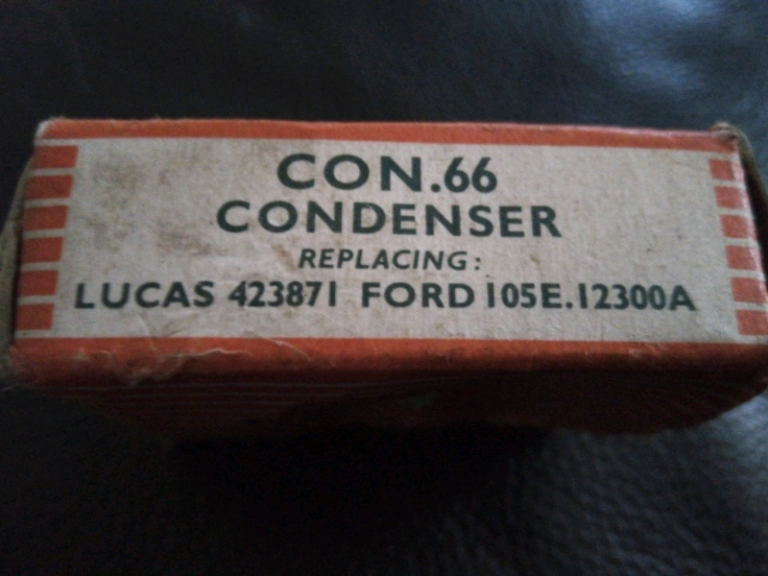 CON.66
CONDENSER
REPLACING:
LUCAS 423871 FORD 105E.12300A